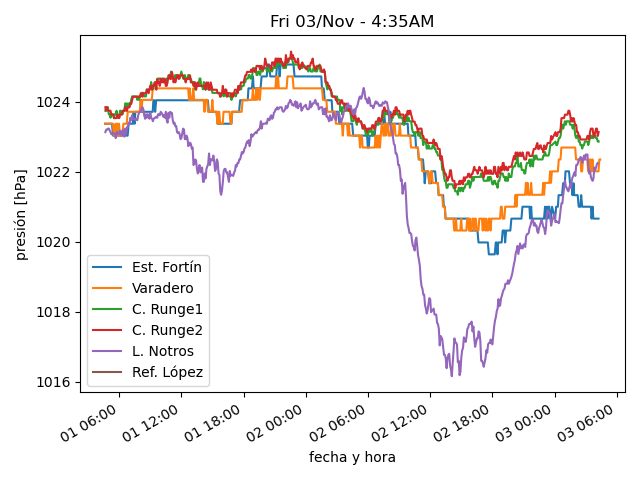 Fri 03/Nov - 4:35AM
presión [hPa]
1024
1022
1020
1018
1016
Est. Fortín
Varadero
C. Runge1
C. Runge2
L. Notros
Ref. López
01 06:00
01 12:00
01 18:00
02 00:00
02 06:00
02 12:00
02 18:00
03 00:00
03 06:00
fecha y hora